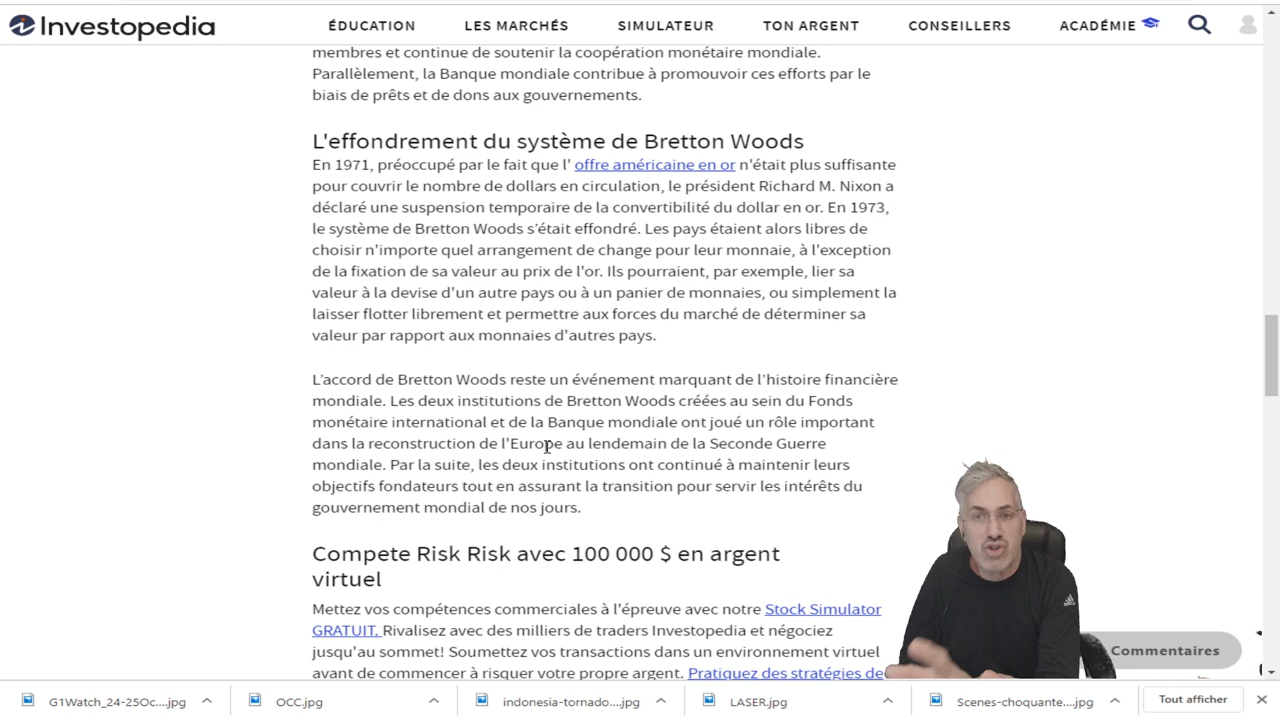 Investopedia
ÉDUCATION LES MARCHÉS SIMULATEUR TON ARGENT CONSEILLERS ACADÉMIE
membres et continue de soutenir la coopération monétaire mondiale.
Parallèlement, la Banque mondiale contribue à promouvoir ces efforts par le
biais de prêts et de dons aux gouvernements.
L'effondrement du système de Bretton Woods
En 1971, préoccupé par le fait que l' offre américaine en or n'était plus suffisante
pour couvrir le nombre de dollars en circulation, le président Richard M. Nixon a
déclaré une suspension temporaire de la convertibilité du dollar en or. En 1973,
le système de Bretton Woods s'était effondré. Les pays étaient alors libres de
choisir n'importe quel arrangement de change pour leur monnaie, à l'exception
de la fixation de sa valeur au prix de l'or. Ils pourraient, par exemple, lier sa
valeur à la devise d'un autre pays ou à un panier de monnaies, ou simplement la
laisser flotter librement et permettre aux forces du marché de déterminer sa
valeur par rapport aux monnaies d'autres pays.
L'accord de Bretton Woods reste un événement marquant de l'histoire financière
mondiale. Les deux institutions de Bretton Woods créées au sein du Fonds
monétaire international et de la Banque mondiale ont joué un rôle important
dans la reconstruction de l'Europe au lendemain de la Seconde Guerre
mondiale. Par la suite, les deux institutions ont continué à maintenir leurs
objectifs fondateurs tout en assurant la transition pour servir les intérêts du
gouvernement mondial de nos jours.
Compete Risk Risk avec 100 000 $ en argent
virtuel
Mettez vos compétences commerciales à l'épreuve avec notre Stock Simulator
GRATUIT. Rivalisez avec des milliers de traders Investopedia et négociez
jusqu'au sommet! Soumettez vos transactions dans un environnement virtuel
avant de commencer à risquer votre propre argent. Pratiquez des stratégies de
adidas
Commentaires
G1Watch_24-25Oc....jpg OCC.jpg indonesia-tornado....jpg LASER.jpg Scenes-choquante....jpg Tout afficher